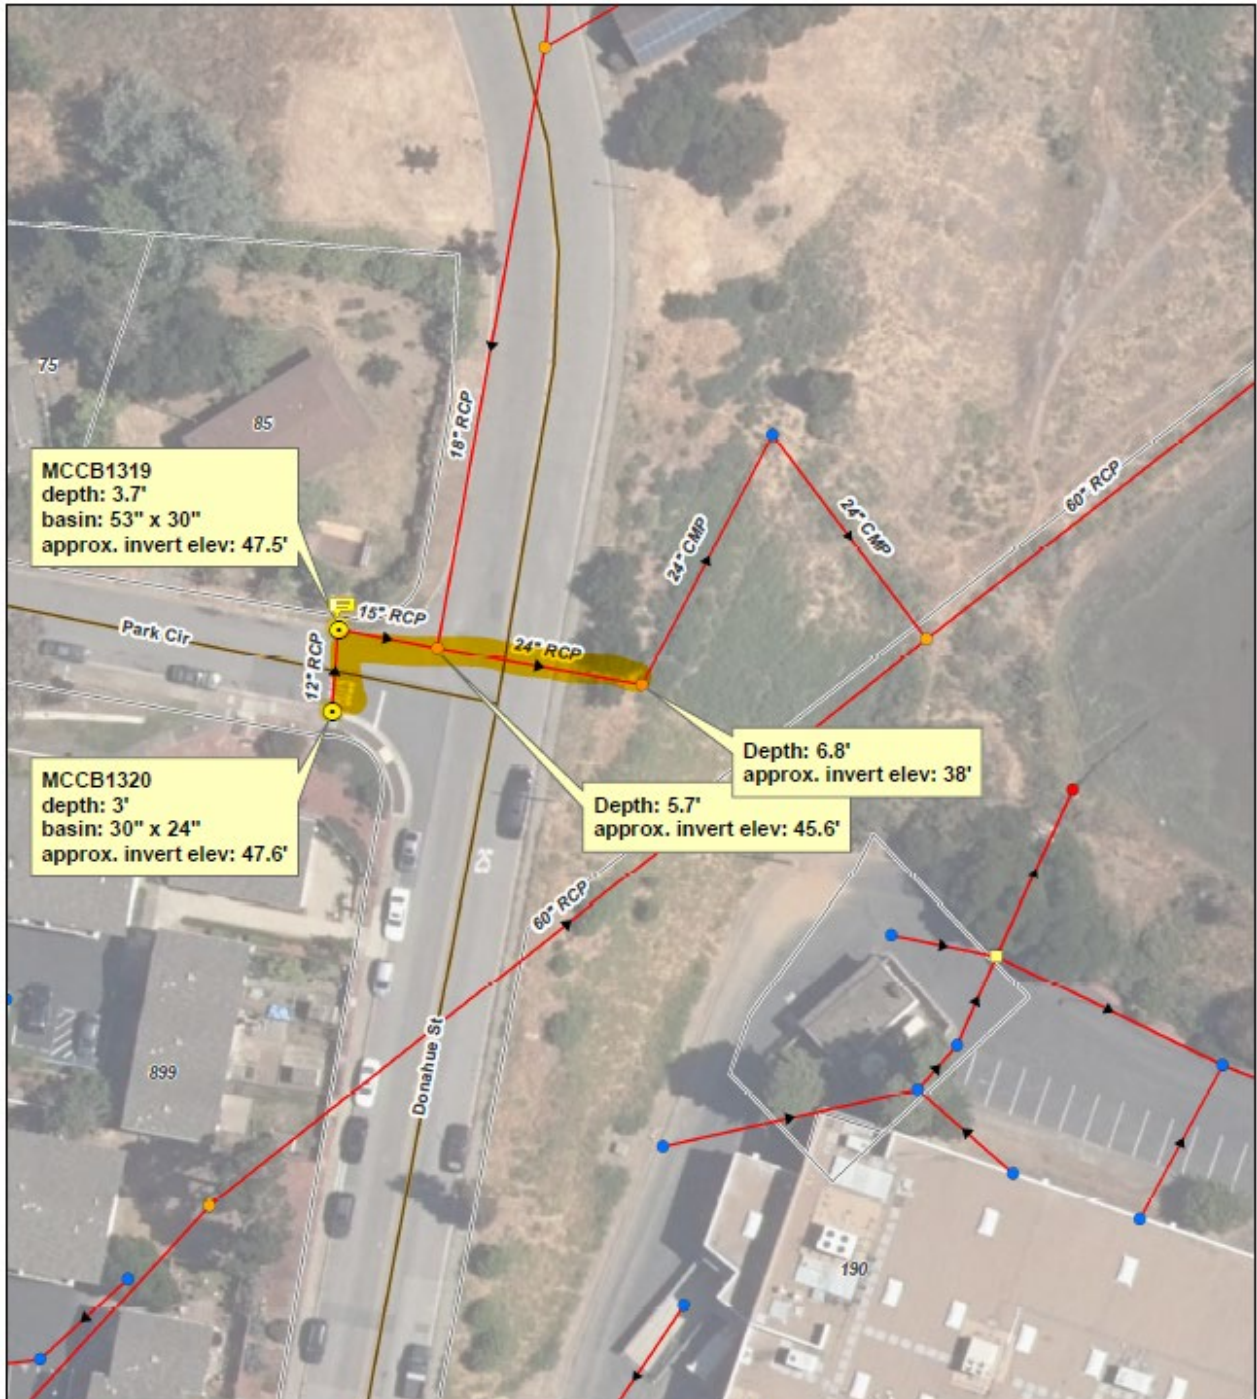 18" RCP
75
85
60" RCP
MCCB1319
depth: 3.7'
basin: 53" x 30"
approx. invert elev: 47.5'
24" CMP
24" CMP
15" RCP
Park Cir
24" RCP
12" RCP
Depth: 6.8'
approx. invert elev: 38'
MCCB1320
depth: 3'
basin: 30" x 24"
approx. invert elev: 47.6'
Depth: 5.7'
approx. invert elev: 45.6'
60" RCP
Donahue St
899
190